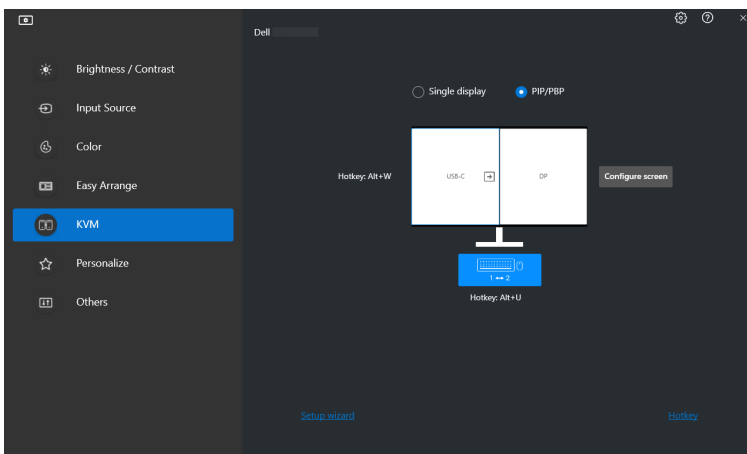 Dell
Brightness / Contrast
Input Source
Color
Easy Arrange
KVM
Personalize
Others
Single display
PIP/PBP
Hotkey: Alt+W
USB-C
DP
Configure screen
1 ↔ 2
Hotkey: Alt+U
Setup wizard
Hotkey